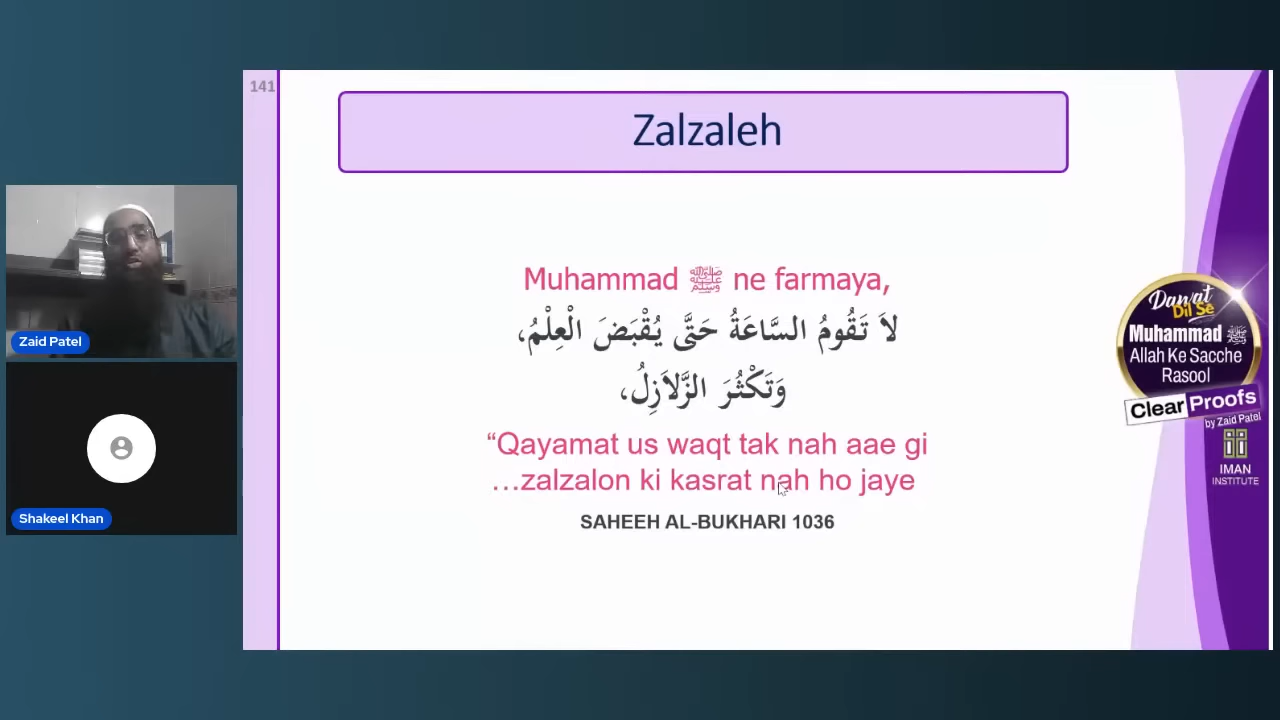 141
Zalzaleh
Muhammad ﷺ ne farmaya,
لاَ تَقُومُ السَّاعَةُ حَتَّى يُقْبَضَ الْعِلْمُ،
وَتَكْثُرَ الزَّلاَزِلُ،
“Qayamat us waqt tak nah aae gi
…zalzalon ki kasrat nah ho jaye
SAHEEH AL-BUKHARI 1036
Zaid Patel
Shakeel Khan
Dawat
Dil Se
Muhammad ﷺ
Allah Ke Sacche
Rasool
Clear Proofs
by Zaid Patel
IMAN
INSTITUTE